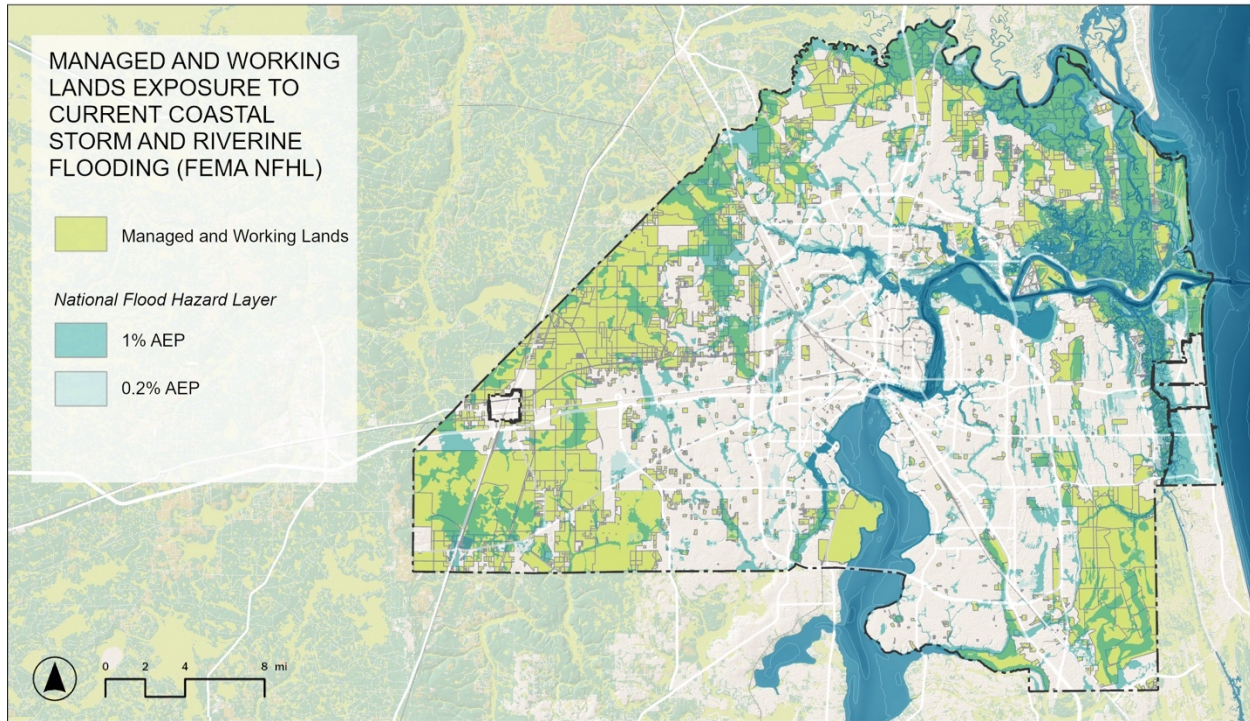 MANAGED AND WORKING
LANDS EXPOSURE TO
CURRENT COASTAL
STORM AND RIVERINE
FLOODING (FEMA NFHL)
Managed and Working Lands
National Flood Hazard Layer
1% AEP
0.2% AEP
0 2 4 8 mi